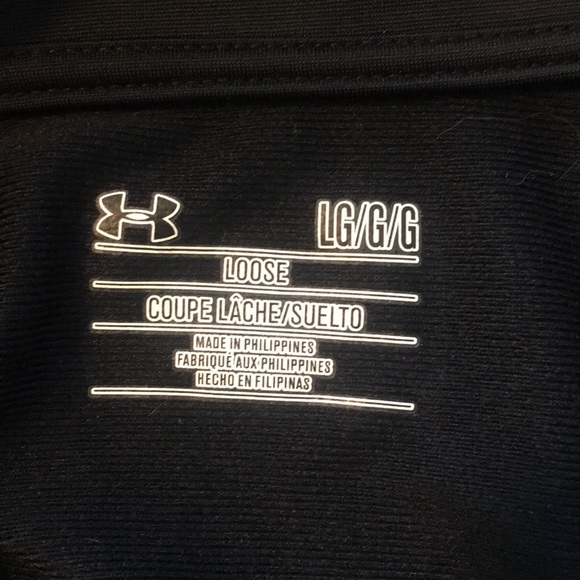 LG/G/G
LOOSE
COUPE LÂCHE/SUELTO
MADE IN PHILIPPINES
FABRIQUÉ AUX PHILIPPINES
HECHO EN FILIPINAS